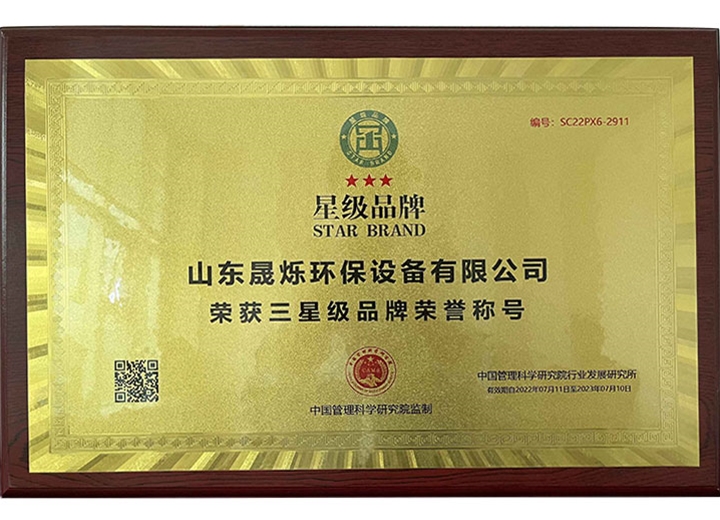 编号：SC22PX6-2911
星级品牌
★★★
星级品牌
STAR BRAND
山东晟烁环保设备有限公司
荣获三星级品牌荣誉称号
中国管理科学研究院监制
中国管理科学研究院行业发展研究所
有效期自2022年07月11日至2023年07月10日